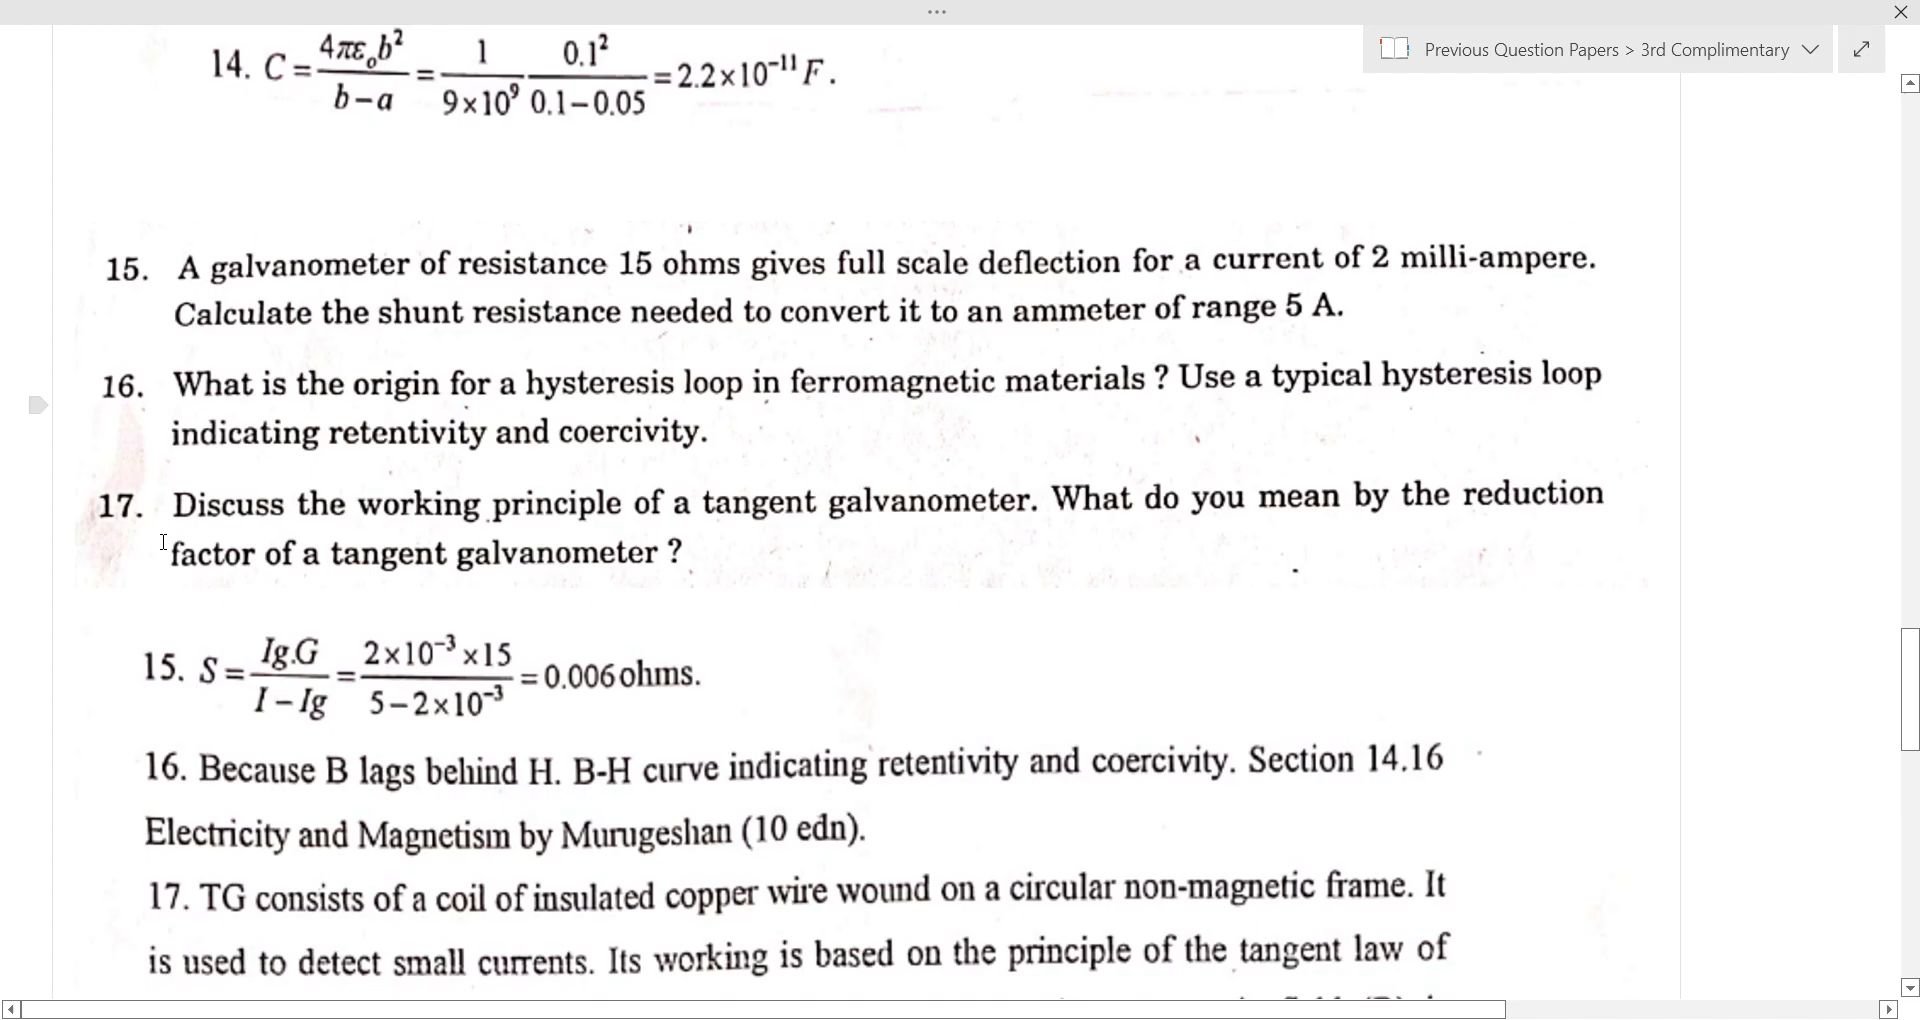 ...
Previous Question Papers > 3rd Complimentary
14. C = 4πε₀b² / b−a = 1 / 9×10⁹ 0.1² / 0.1−0.05 = 2.2×10⁻¹¹ F.
15. A galvanometer of resistance 15 ohms gives full scale deflection for a current of 2 milli-ampere.
Calculate the shunt resistance needed to convert it to an ammeter of range 5 A.
16. What is the origin for a hysteresis loop in ferromagnetic materials ? Use a typical hysteresis loop
indicating retentivity and coercivity.
17. Discuss the working principle of a tangent galvanometer. What do you mean by the reduction
factor of a tangent galvanometer ?
15. S = Ig.G / I − Ig = 2×10⁻³ ×15 / 5−2×10⁻³ = 0.006 ohms.
16. Because B lags behind H. B-H curve indicating retentivity and coercivity. Section 14.16
Electricity and Magnetism by Murugeshan (10 edn).
17. TG consists of a coil of insulated copper wire wound on a circular non-magnetic frame. It
is used to detect small currents. Its working is based on the principle of the tangent law of